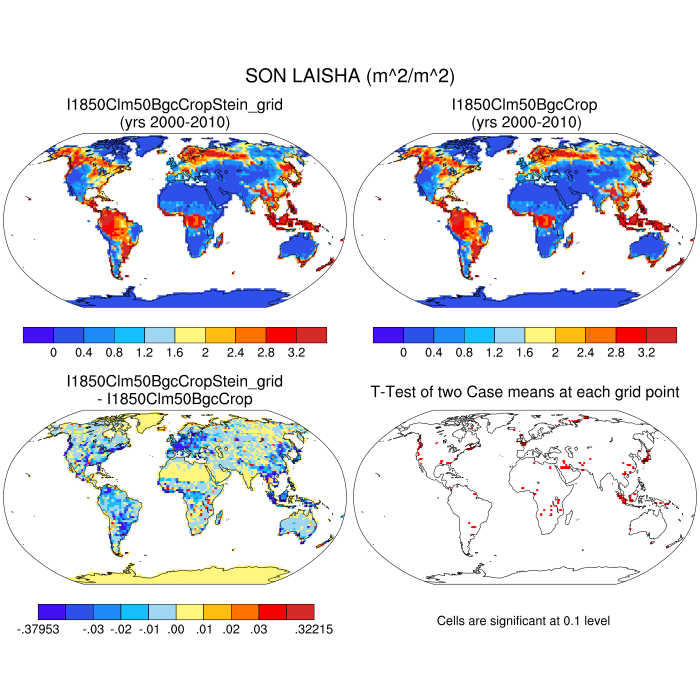 SON LAISHA (m^2/m^2)
I1850Clm50BgcCropStein_grid
(yrs 2000-2010)
I1850Clm50BgcCrop
(yrs 2000-2010)
0 0.4 0.8 1.2 1.6 2 2.4 2.8 3.2
0 0.4 0.8 1.2 1.6 2 2.4 2.8 3.2
I1850Clm50BgcCropStein_grid
- I1850Clm50BgcCrop
T-Test of two Case means at each grid point
-.37953 -.03 -.02 -.01 .00 .01 .02 .03 .32215
Cells are significant at 0.1 level